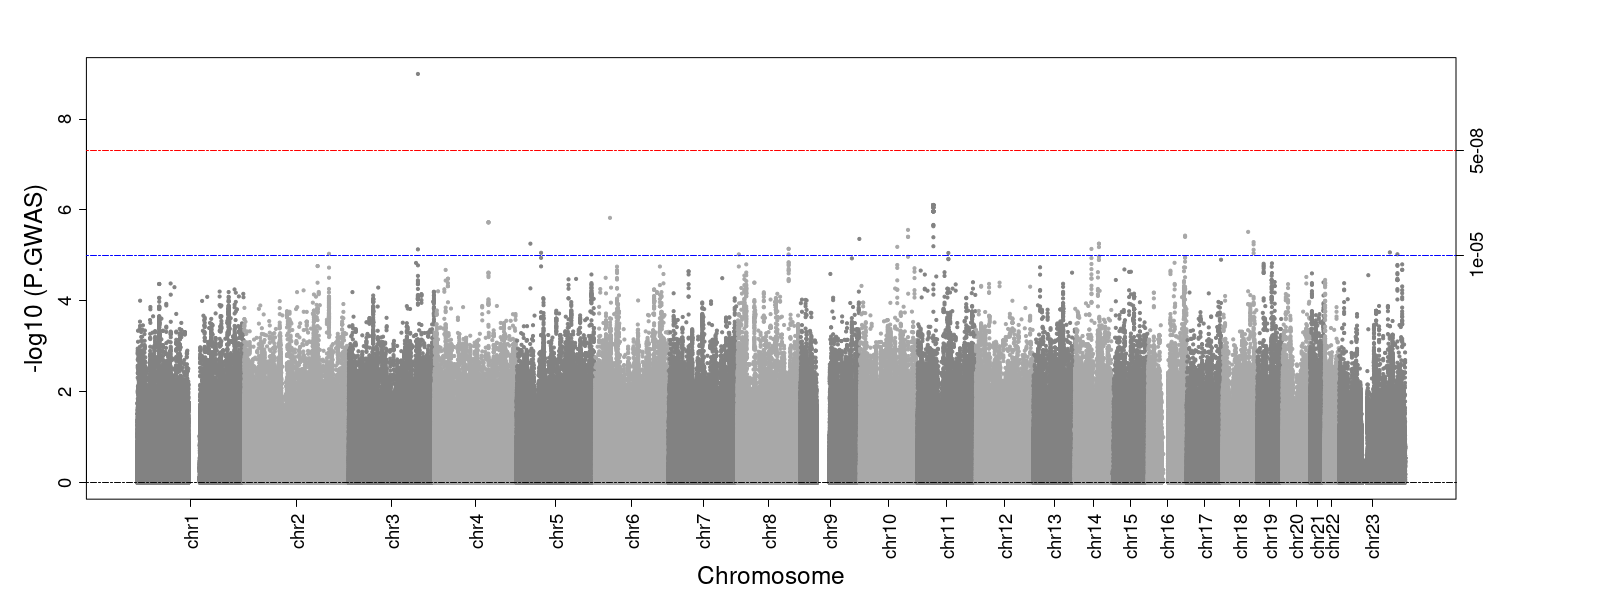 -log10 (P.GWAS)
8
6
4
2
0
5e-08
1e-05
chr1 chr2 chr3 chr4 chr5 chr6 chr7 chr8 chr9 chr10 chr11 chr12 chr13 chr14 chr15 chr16 chr17 chr18 chr19 chr20 chr21 chr22 chr23
Chromosome